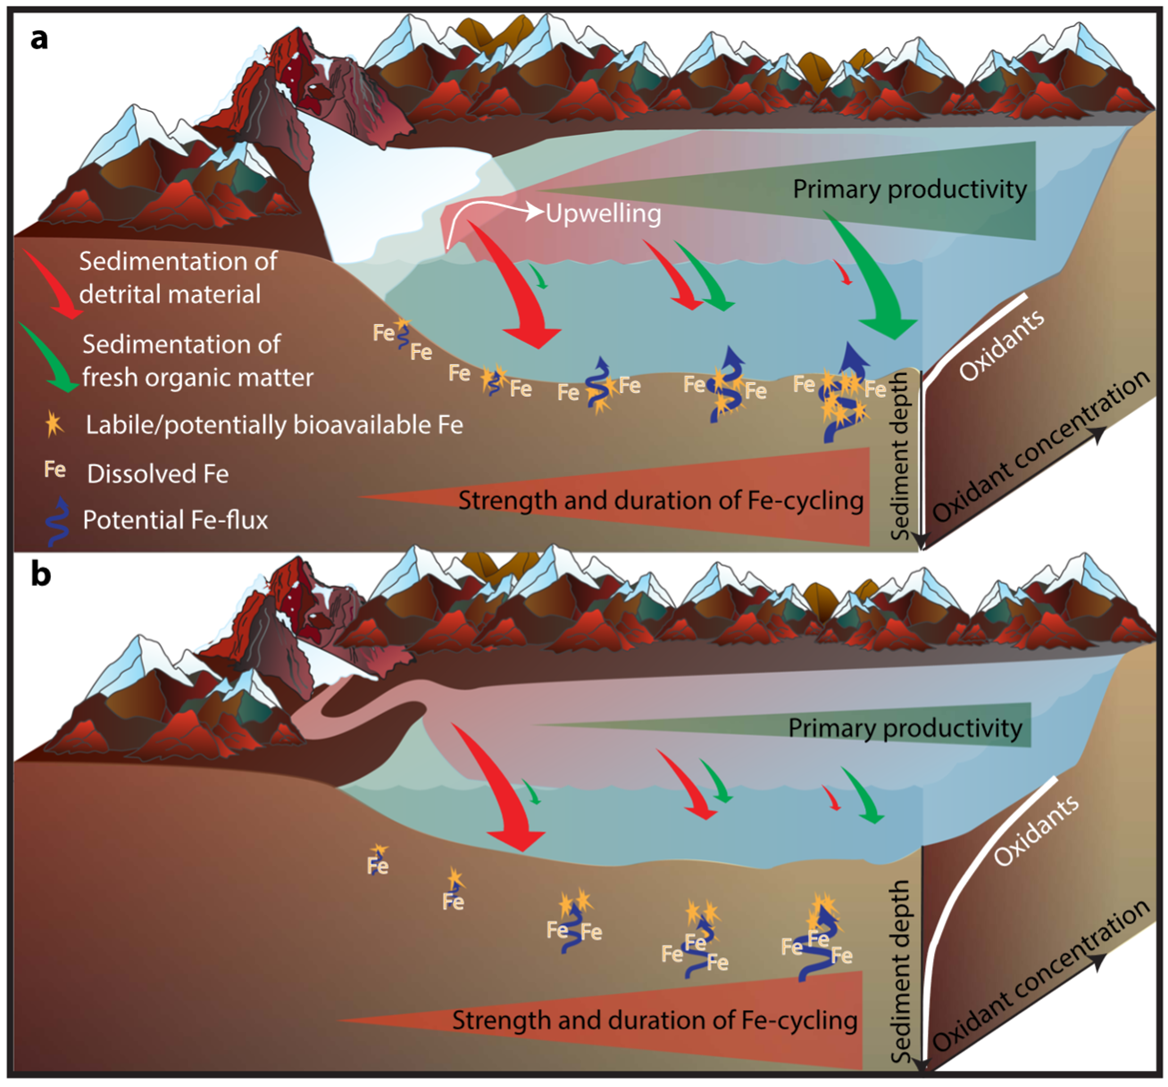 a
Primary productivity
Upwelling
Sedimentation of
detrital material
Sedimentation of
fresh organic matter
Labile/potentially bioavailable Fe
Fe
Dissolved Fe
Potential Fe-flux
Fe
Fe
Fe
Fe
Fe
Fe
Fe
Fe
Fe
Fe
Oxidants
Strength and duration of Fe-cycling
Sediment depth
Oxidant concentration
b
Primary productivity
Oxidants
Fe
Fe
Fe
Fe
Fe
Fe
Fe
Fe
Fe
Fe
Strength and duration of Fe-cycling
Sediment depth
Oxidant concentration